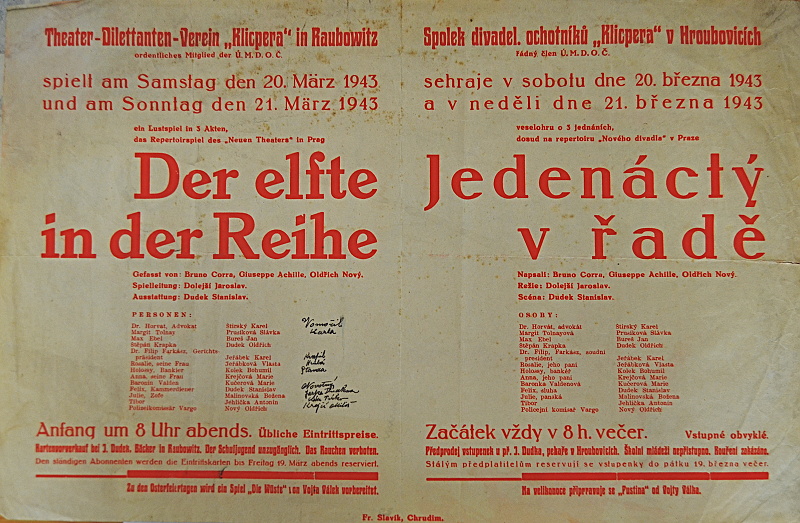 Theater-Dilettanten-Verein „Klicpera" in Raubowitz
ordentliches Mitglied der Ú.M.D.O.Č.
spielt am Samstag den 20. März 1943
und am Sonntag den 21. März 1943
ein Lustspiel in 3 Akten,
das Repertoirspiel des „Neuen Theaters" in Prag
Der elfte
in der Reihe
Gefasst von: Bruno Corra, Giuseppe Achille, Oldřich Nový.
Spielleitung: Dolejší Jaroslav.
Ausstattung: Dudek Stanislav.
PERSONEN:
Dr. Horvat, Advokat Štirský Karel
Margit Tolnay Prusíková Slávka
Max Ebel Bureš Jan
Štěpán Krapka Dudek Oldřich
Dr. Filip Farkász, Gerichts-
präsident Jeřábek Karel
Rosalie, seine Frau Jeřábková Vlasta
Holosey, Bankier Kolek Bohumil
Anna, seine Frau Krejčová Marie
Baronin Valden Kučerová Marie
Felix, Kammerdiener Dudek Stanislav
Julie, Zofe Malinovská Božena
Tibor Jehlička Antonín
Polizeikomissär Vargo Nový Oldřich
Anfang um 8 Uhr abends. Übliche Eintrittspreise.
Kartenvorverkauf bei J. Dudek, Bäcker in Raubowitz. Der Schuljugend unzugänglich. Das Rauchen verboten.
Den ständigen Abonnenten werden die Eintrittskarten bis Freitag 19. März abends reserviert.
Zu den Osterfeiertagen wird ein Spiel „Die Wüste" von Vojta Válek vorbereitet.
Spolek divadel. ochotníků „Klicpera" v Hroubovicích
řádný člen Ú.M.D.O.Č.
sehraje v sobotu dne 20. března 1943
a v neděli dne 21. března 1943
veselohru o 3 jednáních,
dosud na repertoiru „Nového divadla" v Praze
Jedenáctý
v řadě
Napsali: Bruno Corra, Giuseppe Achille, Oldřich Nový.
Režie: Dolejší Jaroslav.
Scéna: Dudek Stanislav.
OSOBY:
Dr. Horvát, advokát Štirský Karel
Margit Tolnayová Prusíková Slávka
Max Ebel Bureš Jan
Štěpán Krapka Dudek Oldřich
Dr. Filip Farkász, soudní
president Jeřábek Karel
Rosalie, jeho paní Jeřábková Vlasta
Holosey, bankéř Kolek Bohumil
Anna, jeho paní Krejčová Marie
Baronka Valdenová Kučerová Marie
Felix, sluha Dudek Stanislav
Julie, panská Malinovská Božena
Tibor Jehlička Antonín
Policejní komisař Vargo Nový Oldřich
Začátek vždy v 8 h. večer. Vstupné obvyklé.
Předprodej vstupenek u př. J. Dudka, pekaře v Hroubovicích. Školní mládeži nepřístupno. Kouření zakázáno.
Stálým předplatitelům reservují se vstupenky do pátku 19. března večer.
Na velikonoce připravuje se „Pustina" od Vojty Válka.
Fr. Slavík, Chrudim.